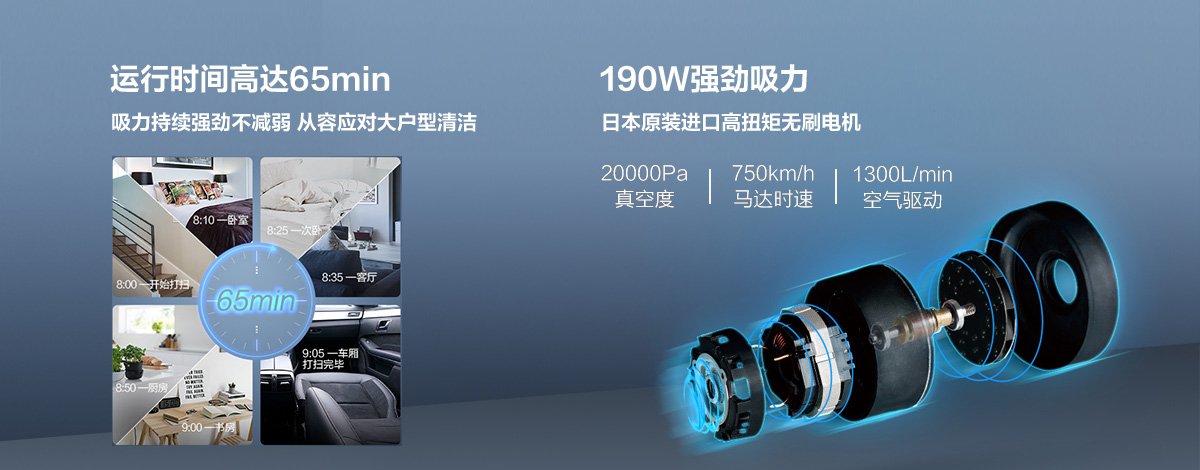 运行时间高达65min
吸力持续强劲不减弱 从容应对大户型清洁
8:10 一卧室
8:25 一次卧
8:00 一开始打扫
8:35 一客厅
65min
8:50 一厨房
9:00 一书房
9:05 一车厢
打扫完毕
190W强劲吸力
日本原装进口高扭矩无刷电机
20000Pa
真空度
750km/h
马达时速
1300L/min
空气驱动